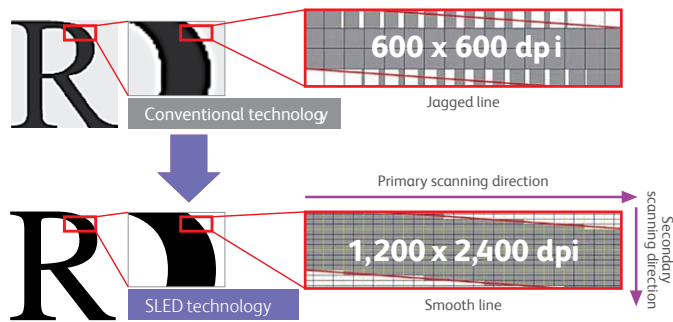 R
600 x 600 dpi
Conventional technology
Jagged line
Primary scanning direction
Secondary
scanning direction
R
1,200 x 2,400 dpi
SLED technology
Smooth line